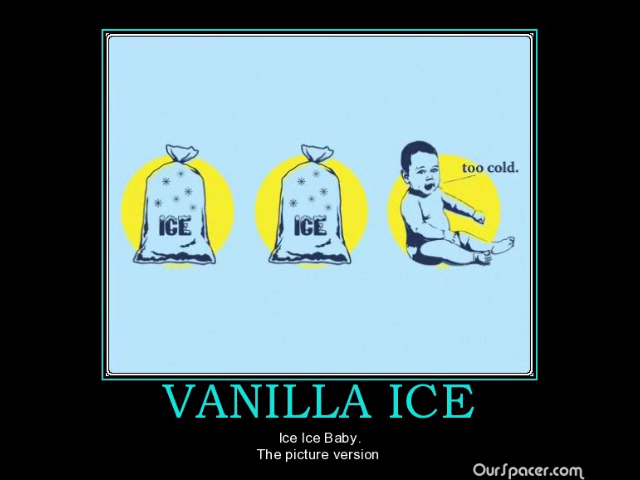 too cold.
ICE
ICE
VANILLA ICE
Ice Ice Baby.
The picture version
OurSpacer.com